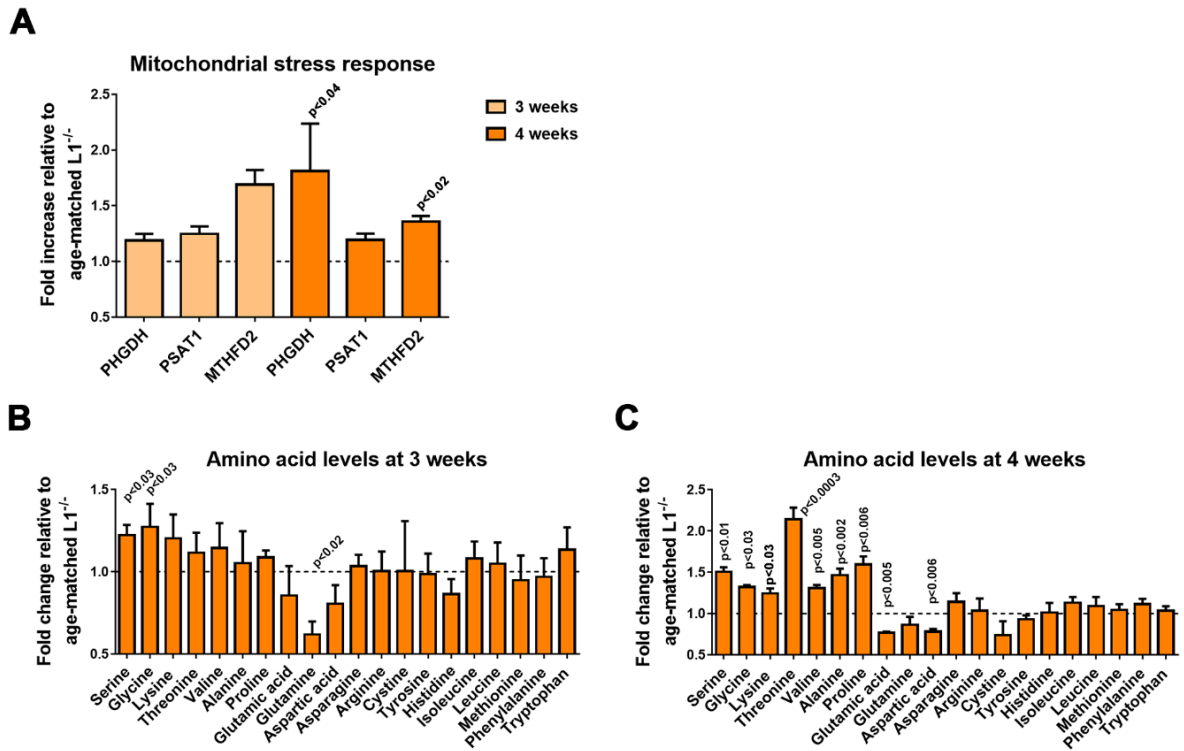 A
Mitochondrial stress response
Fold increase relative to
age-matched L1-/-
2.5
2.0
1.5
1.0
0.5
p<0.04
p<0.02
3 weeks
4 weeks
PHGDH
PSAT1
MTHFD2
PHGDH
PSAT1
MTHFD2
B
Amino acid levels at 3 weeks
Fold change relative to
age-matched L1-/-
1.5
1.0
0.5
p<0.03
p<0.03
p<0.02
Serine
Glycine
Lysine
Threonine
Valine
Alanine
Proline
Glutamic acid
Glutamine
Aspartic acid
Asparagine
Arginine
Cystine
Tyrosine
Histidine
Isoleucine
Leucine
Methionine
Phenylalanine
Tryptophan
C
Amino acid levels at 4 weeks
Fold change relative to
age-matched L1-/-
2.5
2.0
1.5
1.0
0.5
p<0.01
p<0.03
p<0.03
p<0.0003
p<0.005
p<0.002
p<0.006
p<0.005
p<0.006
Serine
Glycine
Lysine
Threonine
Valine
Alanine
Proline
Glutamic acid
Glutamine
Aspartic acid
Asparagine
Arginine
Cystine
Tyrosine
Histidine
Isoleucine
Leucine
Methionine
Phenylalanine
Tryptophan